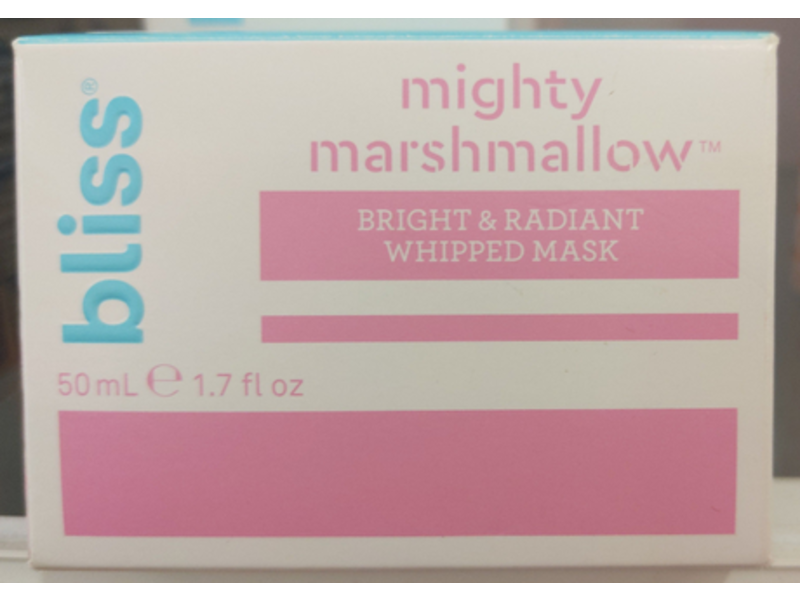 bliss®
mighty
marshmallow™
BRIGHT & RADIANT
WHIPPED MASK
50 mL ℮ 1.7 fl oz